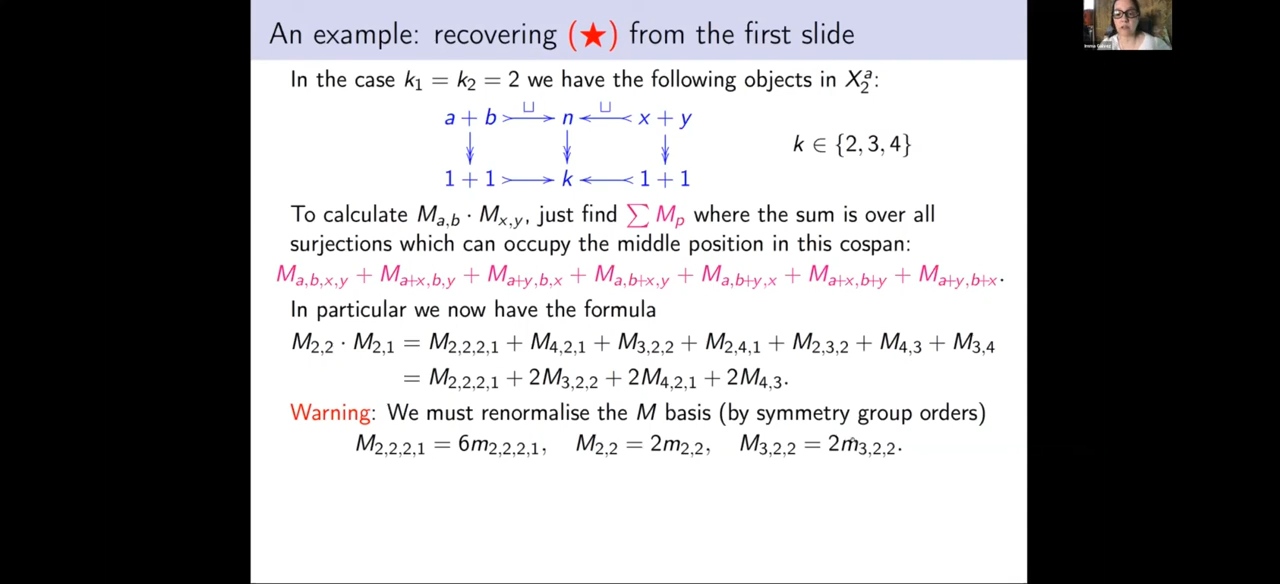 An example: recovering (★) from the first slide
In the case k₁ = k₂ = 2 we have the following objects in X₂ᵃ:
a + b ⊔ n ⊔ x + y
k ∈ {2, 3, 4}
1 + 1 k 1 + 1
To calculate Mₐ,b · Mₓ,y, just find ∑ Mₚ where the sum is over all
surjections which can occupy the middle position in this cospan:
M_{a,b,x,y} + M_{a+x,b,y} + M_{a+y,b,x} + M_{a,b+x,y} + M_{a,b+y,x} + M_{a+x,b+y} + M_{a+y,b+x}.
In particular we now have the formula
M_{2,2} · M_{2,1} = M_{2,2,2,1} + M_{4,2,1} + M_{3,2,2} + M_{2,4,1} + M_{2,3,2} + M_{4,3} + M_{3,4}
= M_{2,2,2,1} + 2M_{3,2,2} + 2M_{4,2,1} + 2M_{4,3}.
Warning: We must renormalise the M basis (by symmetry group orders)
M_{2,2,2,1} = 6m_{2,2,2,1}, M_{2,2} = 2m_{2,2}, M_{3,2,2} = 2m_{3,2,2}.